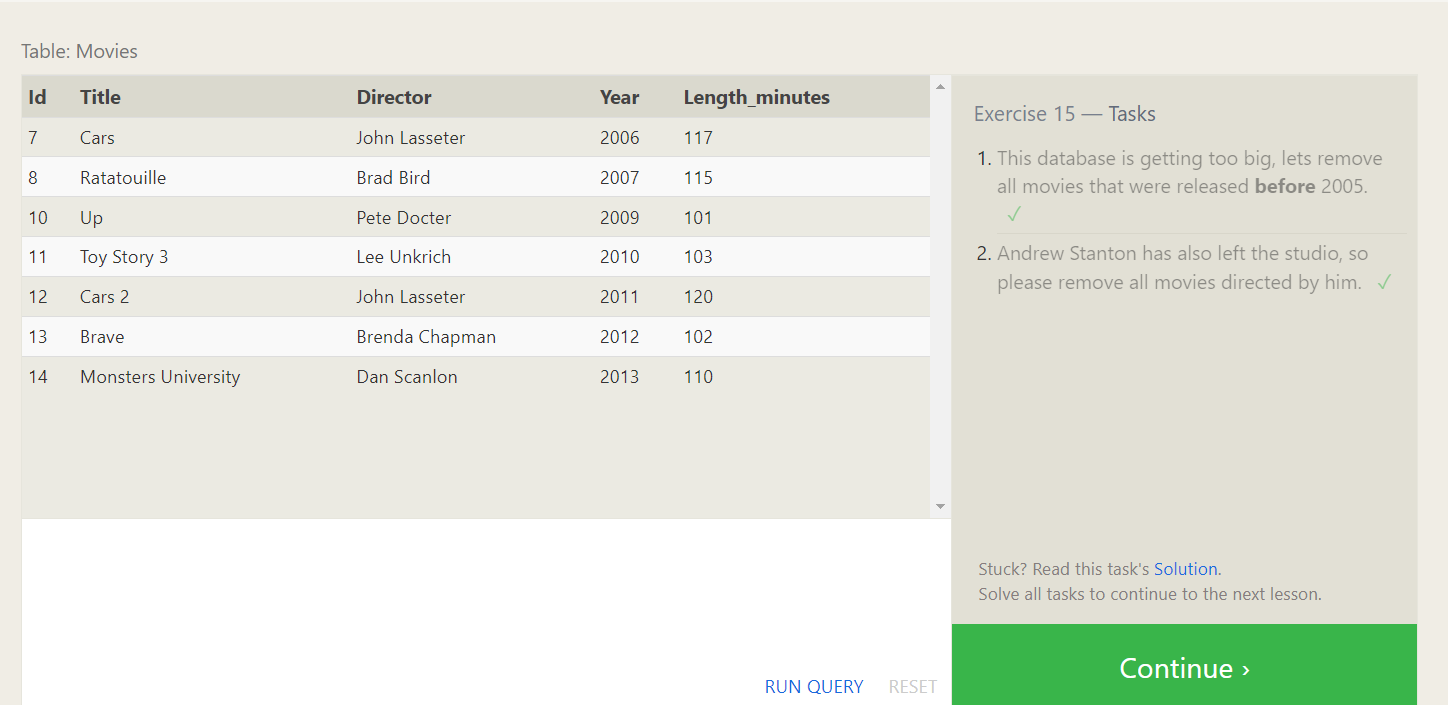 Table: Movies
Id Title Director Year Length_minutes
7 Cars John Lasseter 2006 117
8 Ratatouille Brad Bird 2007 115
10 Up Pete Docter 2009 101
11 Toy Story 3 Lee Unkrich 2010 103
12 Cars 2 John Lasseter 2011 120
13 Brave Brenda Chapman 2012 102
14 Monsters University Dan Scanlon 2013 110
RUN QUERY RESET
Exercise 15 — Tasks
1. This database is getting too big, lets remove
all movies that were released before 2005.
✓
2. Andrew Stanton has also left the studio, so
please remove all movies directed by him. ✓
Stuck? Read this task's Solution.
Solve all tasks to continue to the next lesson.
Continue ›